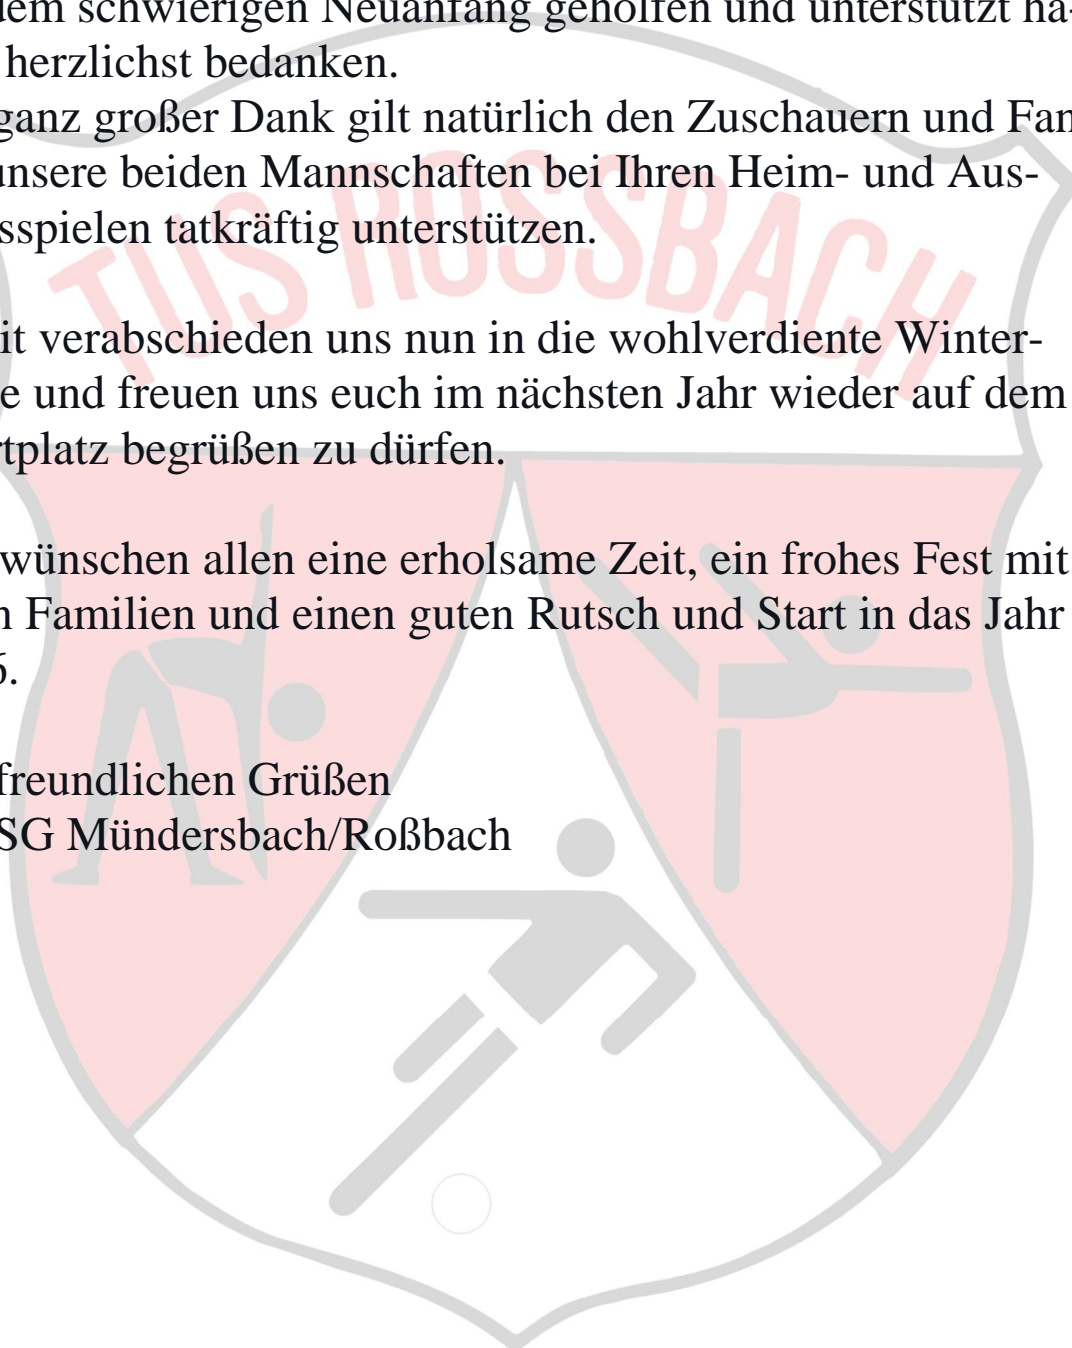 dem schwierigen Neuanfang geholfen und unterstützt ha-
herzlichst bedanken.
ganz großer Dank gilt natürlich den Zuschauern und Fan
unsere beiden Mannschaften bei Ihren Heim- und Aus-
sspielen tatkräftig unterstützen.
TUS ROSSBACH
it verabschieden uns nun in die wohlverdiente Winter-
e und freuen uns euch im nächsten Jahr wieder auf dem
rtplatz begrüßen zu dürfen.
wünschen allen eine erholsame Zeit, ein frohes Fest mit
n Familien und einen guten Rutsch und Start in das Jahr
6.
freundlichen Grüßen
SG Mündersbach/Roßbach